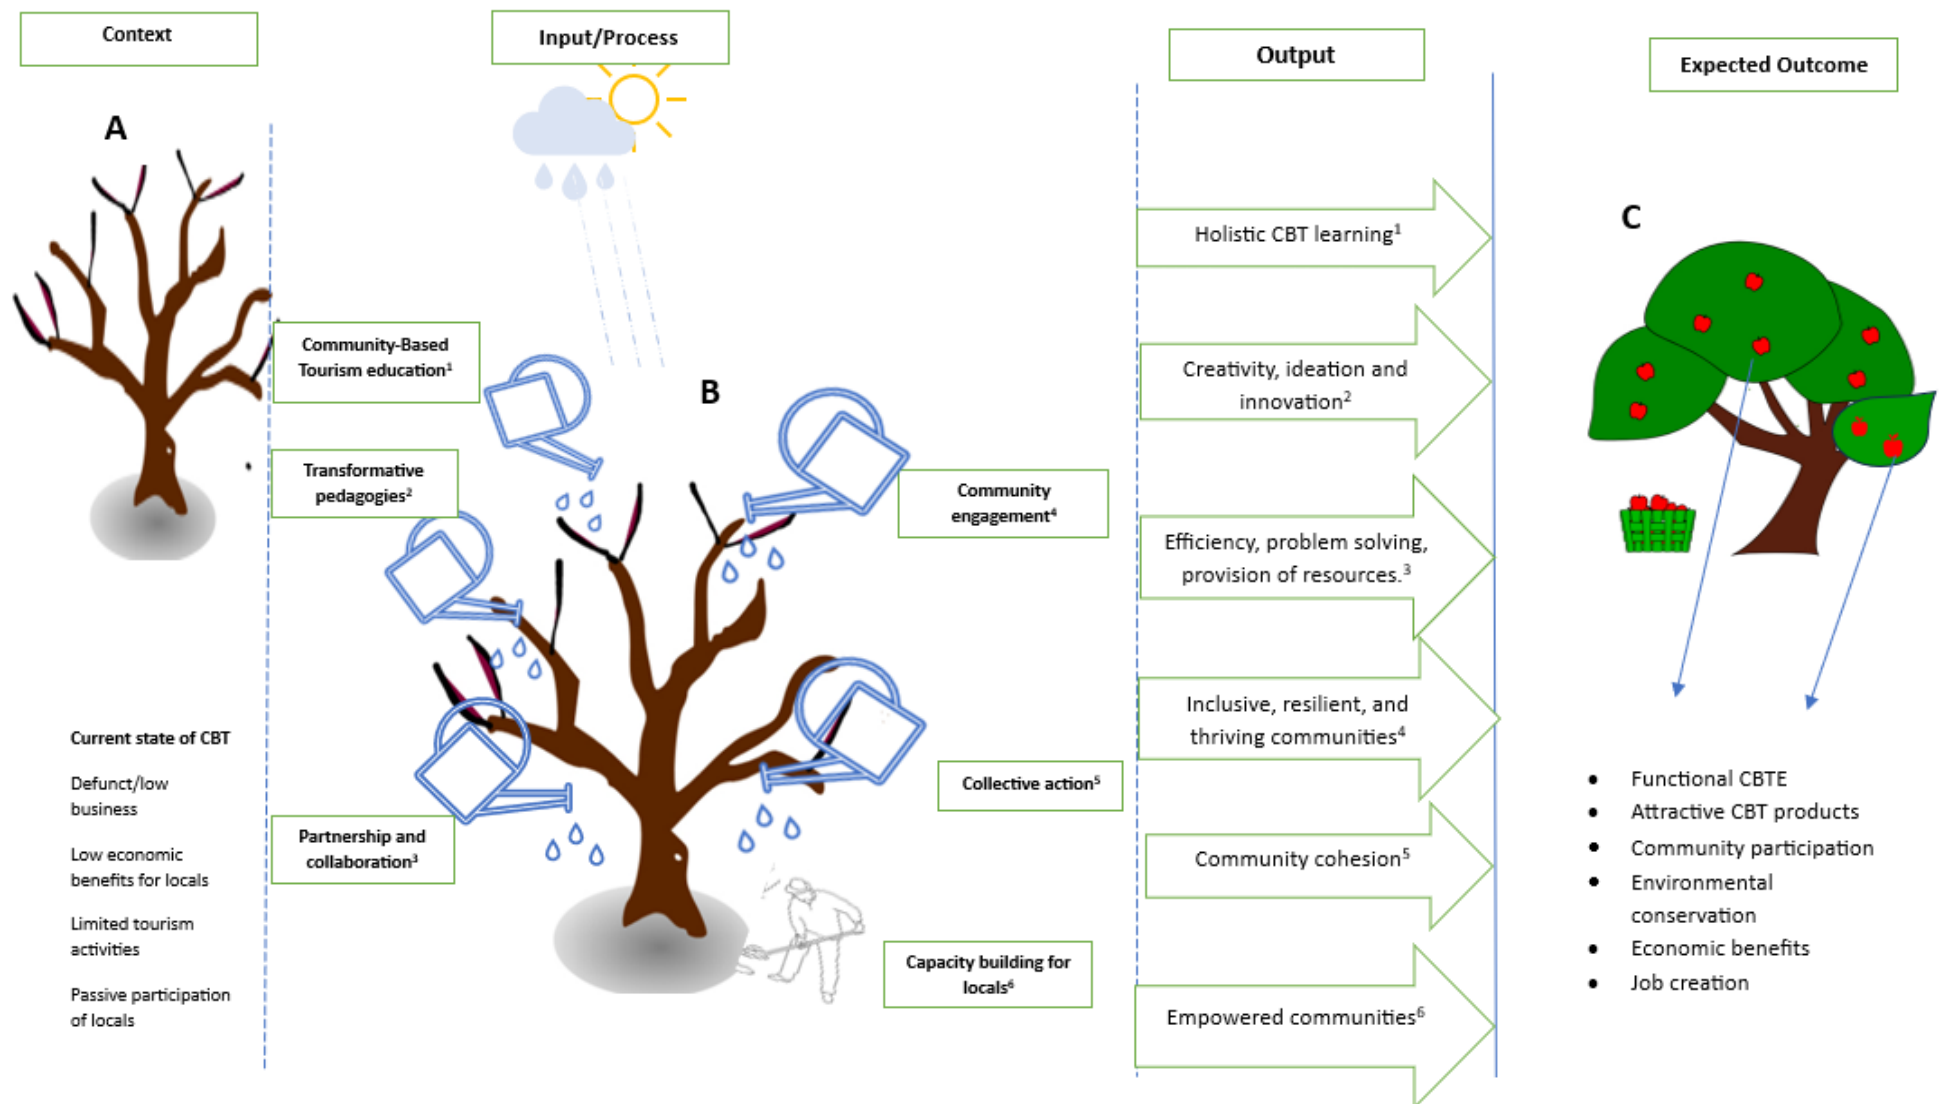 Context
A
Current state of CBT
Defunct/low
business
Low economic
benefits for locals
Limited tourism
activities
Passive participation
of locals
Input/Process
Community-Based
Tourism education¹
Transformative
pedagogies²
Partnership and
collaboration³
B
Community
engagement⁴
Collective action⁵
Capacity building for
locals⁶
Output
Holistic CBT learning¹
Creativity, ideation and
innovation²
Efficiency, problem solving,
provision of resources.³
Inclusive, resilient, and
thriving communities⁴
Community cohesion⁵
Empowered communities⁶
Expected Outcome
C
• Functional CBTE
• Attractive CBT products
• Community participation
• Environmental
conservation
• Economic benefits
• Job creation